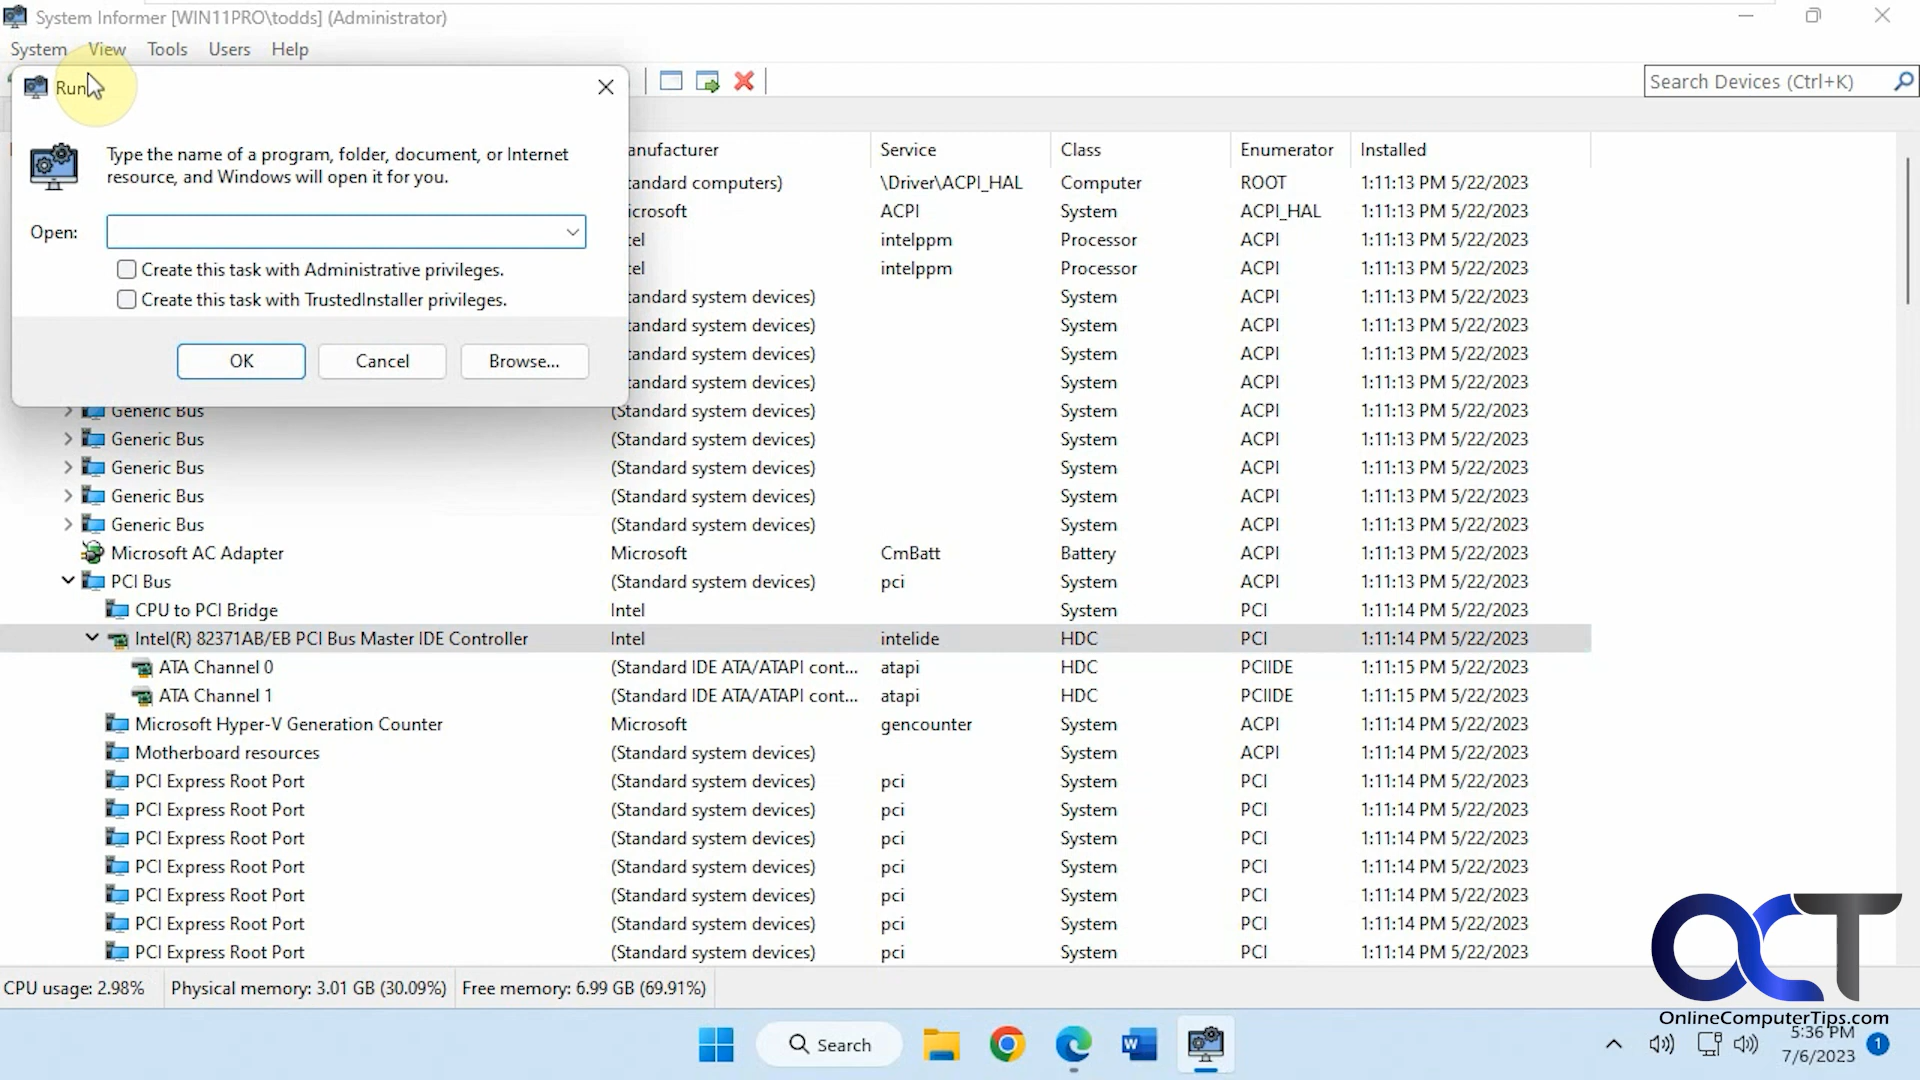 System Informer [WIN11PRO\todds] (Administrator)
System View Tools Users Help
Run
Search Devices (Ctrl+K)
Type the name of a program, folder, document, or Internet
resource, and Windows will open it for you.
Open:
Create this task with Administrative privileges.
Create this task with TrustedInstaller privileges.
OK Cancel Browse...
anufacturer Service Class Enumerator Installed
tandard computers) \Driver\ACPI_HAL Computer ROOT 1:11:13 PM 5/22/2023
icrosoft ACPI System ACPI_HAL 1:11:13 PM 5/22/2023
tel intelppm Processor ACPI 1:11:13 PM 5/22/2023
tel intelppm Processor ACPI 1:11:13 PM 5/22/2023
tandard system devices) System ACPI 1:11:13 PM 5/22/2023
tandard system devices) System ACPI 1:11:13 PM 5/22/2023
tandard system devices) System ACPI 1:11:13 PM 5/22/2023
tandard system devices) System ACPI 1:11:13 PM 5/22/2023
Generic Bus (Standard system devices) System ACPI 1:11:13 PM 5/22/2023
Generic Bus (Standard system devices) System ACPI 1:11:13 PM 5/22/2023
Generic Bus (Standard system devices) System ACPI 1:11:13 PM 5/22/2023
Generic Bus (Standard system devices) System ACPI 1:11:13 PM 5/22/2023
Generic Bus (Standard system devices) System ACPI 1:11:13 PM 5/22/2023
Microsoft AC Adapter Microsoft CmBatt Battery ACPI 1:11:13 PM 5/22/2023
PCI Bus (Standard system devices) pci System ACPI 1:11:13 PM 5/22/2023
CPU to PCI Bridge Intel System PCI 1:11:14 PM 5/22/2023
Intel(R) 82371AB/EB PCI Bus Master IDE Controller Intel intelide HDC PCI 1:11:14 PM 5/22/2023
ATA Channel 0 (Standard IDE ATA/ATAPI cont... atapi HDC PCIIDE 1:11:15 PM 5/22/2023
ATA Channel 1 (Standard IDE ATA/ATAPI cont... atapi HDC PCIIDE 1:11:15 PM 5/22/2023
Microsoft Hyper-V Generation Counter Microsoft gencounter System ACPI 1:11:14 PM 5/22/2023
Motherboard resources (Standard system devices) System ACPI 1:11:14 PM 5/22/2023
PCI Express Root Port (Standard system devices) pci System PCI 1:11:14 PM 5/22/2023
PCI Express Root Port (Standard system devices) pci System PCI 1:11:14 PM 5/22/2023
PCI Express Root Port (Standard system devices) pci System PCI 1:11:14 PM 5/22/2023
PCI Express Root Port (Standard system devices) pci System PCI 1:11:14 PM 5/22/2023
PCI Express Root Port (Standard system devices) pci System PCI 1:11:14 PM 5/22/2023
PCI Express Root Port (Standard system devices) pci System PCI 1:11:14 PM 5/22/2023
PCI Express Root Port (Standard system devices) pci System PCI 1:11:14 PM 5/22/2023
CPU usage: 2.98% Physical memory: 3.01 GB (30.09%) Free memory: 6.99 GB (69.91%)
OCT
OnlineComputerTips.com
Search
W
5:36 PM
7/6/2023
1